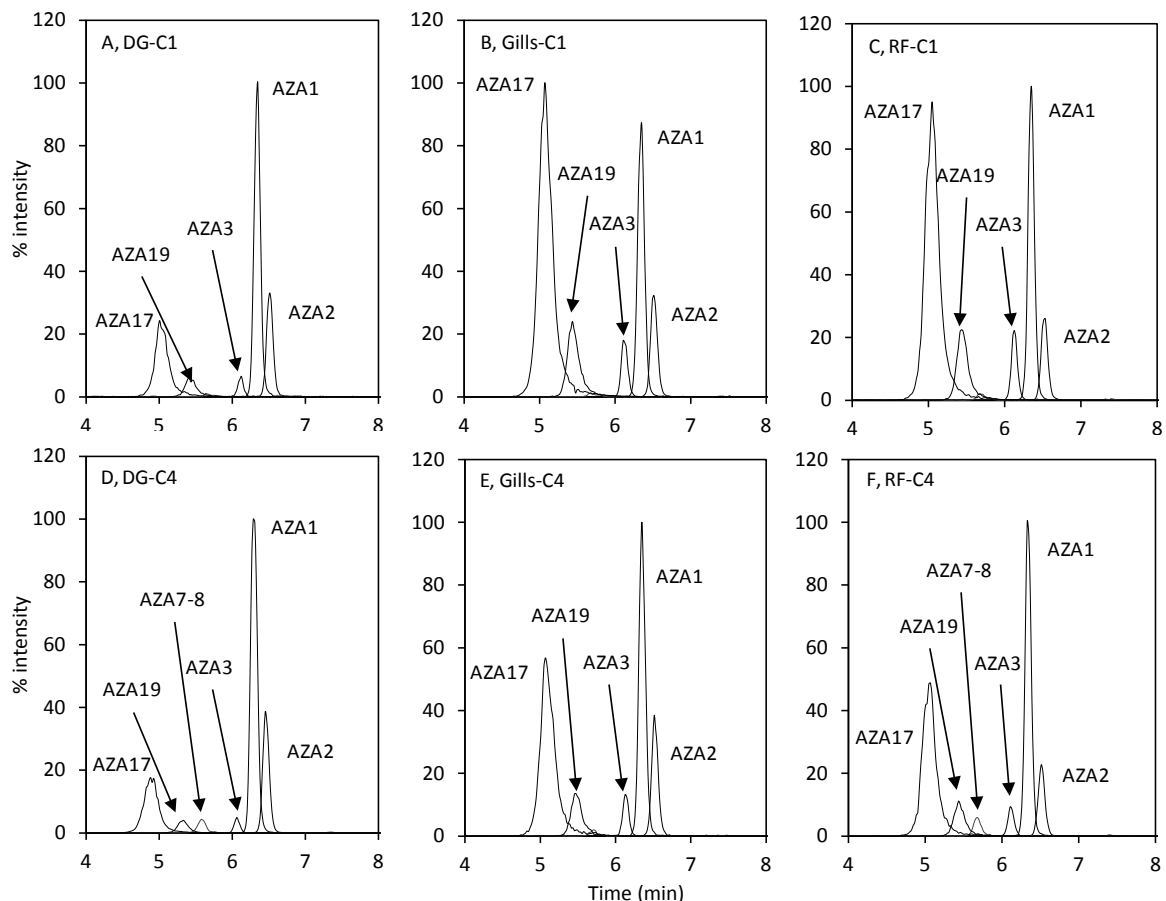 A, DG-C1
AZA1
AZA3
AZA19
AZA17
AZA2
% intensity
120
100
80
60
40
20
0
4 5 6 7 8
B, Gills-C1
AZA17
AZA1
AZA19
AZA3
AZA2
120
100
80
60
40
20
0
4 5 6 7 8
C, RF-C1
AZA17
AZA1
AZA19
AZA3
AZA2
120
100
80
60
40
20
0
4 5 6 7 8
D, DG-C4
AZA1
AZA7-8
AZA3
AZA19
AZA17
AZA2
% intensity
120
100
80
60
40
20
0
4 5 6 7 8
E, Gills-C4
AZA1
AZA19
AZA3
AZA17
AZA2
120
100
80
60
40
20
0
4 5 6 7 8
F, RF-C4
AZA1
AZA7-8
AZA19
AZA3
AZA17
AZA2
120
100
80
60
40
20
0
4 5 6 7 8
Time (min)